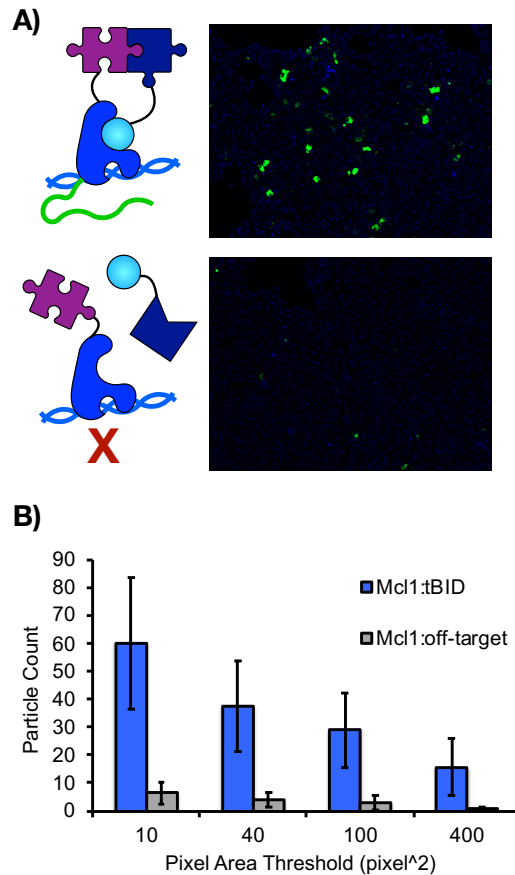 A)
X
B)
90
80
70
60
50
40
30
20
10
0
Particle Count
Mcl1:tBID
Mcl1:off-target
10 40 100 400
Pixel Area Threshold (pixel^2)